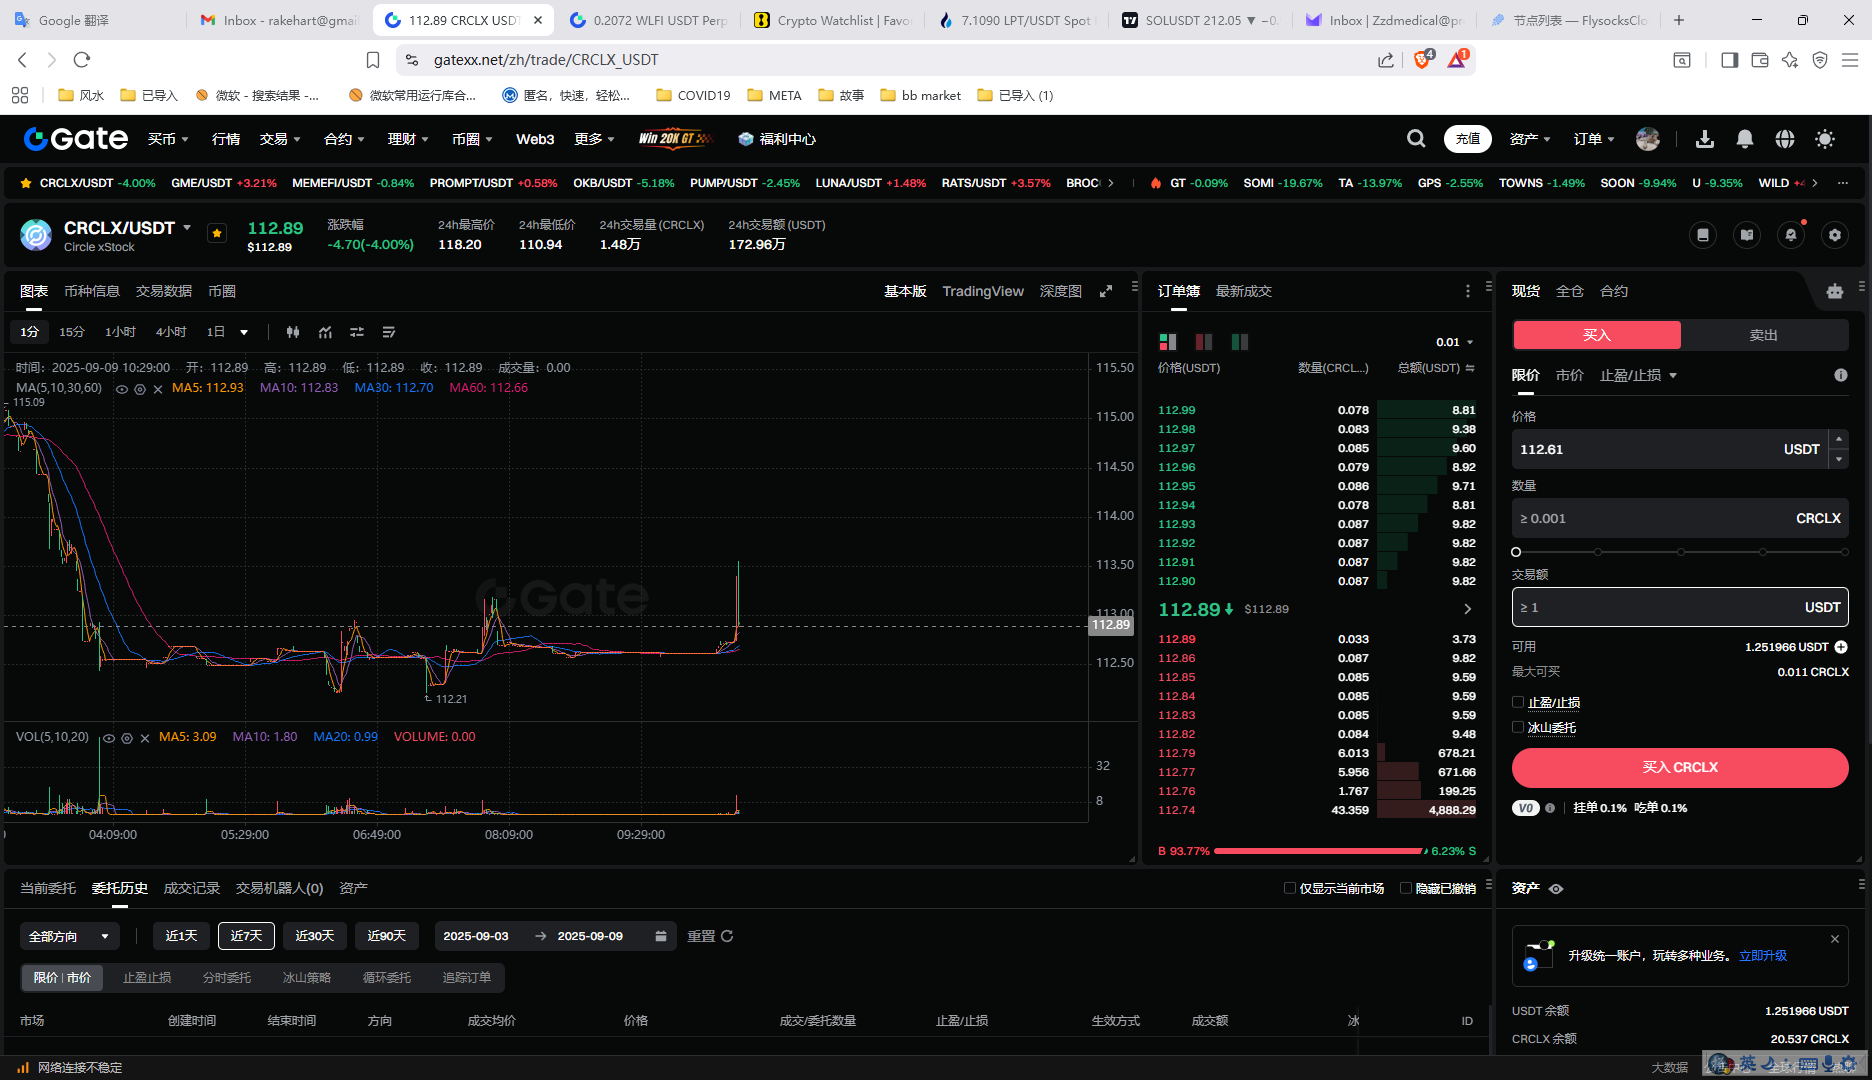 Google 翻译
Inbox - rakehart@gmai
112.89 CRCLX USDT
0.2072 WLFI USDT Perp
Crypto Watchlist | Favo
7.1090 LPT/USDT Spot
SOLUSDT 212.05 ▼ −0.
Inbox | Zzdmedical@pr
节点列表 — FlysocksClo
gatexx.net/zh/trade/CRCLX_USDT
4
1
风水
已导入
微软 - 搜索结果 -...
微软常用运行库合...
匿名，快速，轻松...
COVID19
META
故事
bb market
已导入 (1)
Gate
买币
行情
交易
合约
理财
币圈
Web3
更多
Win 20K GT
福利中心
充值
资产
订单
CRCLX/USDT -4.00%
GME/USDT +3.21%
MEMEFI/USDT -0.84%
PROMPT/USDT +0.58%
OKB/USDT -5.18%
PUMP/USDT -2.45%
LUNA/USDT +1.48%
RATS/USDT +3.57%
BROC
GT -0.09%
SOMI -19.67%
TA -13.97%
GPS -2.55%
TOWNS -1.49%
SOON -9.94%
U -9.35%
WILD
CRCLX/USDT
Circle xStock
112.89
$112.89
涨跌幅
-4.70(-4.00%)
24h最高价
118.20
24h最低价
110.94
24h交易量(CRCLX)
1.48万
24h交易额(USDT)
172.96万
图表
币种信息
交易数据
币圈
基本版
TradingView
深度图
1分
15分
1小时
4小时
1日
时间：2025-09-09 10:29:00 开：112.89 高：112.89 低：112.89 收：112.89 成交量：0.00
MA(5,10,30,60) MA5: 112.93 MA10: 112.83 MA30: 112.70 MA60: 112.66
115.09
112.21
Gate
115.50
115.00
114.50
114.00
113.50
113.00
112.89
112.50
VOL(5,10,20) MA5: 3.09 MA10: 1.80 MA20: 0.99 VOLUME: 0.00
32
8
04:09:00
05:29:00
06:49:00
08:09:00
09:29:00
订单簿
最新成交
0.01
价格(USDT) 数量(CRCL...) 总额(USDT)
112.99 0.078 8.81
112.98 0.083 9.38
112.97 0.085 9.60
112.96 0.079 8.92
112.95 0.086 9.71
112.94 0.078 8.81
112.93 0.087 9.82
112.92 0.087 9.82
112.91 0.087 9.82
112.90 0.087 9.82
112.89↓ $112.89
112.89 0.033 3.73
112.86 0.087 9.82
112.85 0.085 9.59
112.84 0.085 9.59
112.83 0.085 9.59
112.82 0.084 9.48
112.79 6.013 678.21
112.77 5.956 671.66
112.76 1.767 199.25
112.74 43.359 4,888.29
B 93.77% 6.23% S
现货
全仓
合约
买入
卖出
限价
市价
止盈/止损
价格
112.61 USDT
数量
≥ 0.001 CRCLX
交易额
≥ 1 USDT
可用 1.251966 USDT
最大可买 0.011 CRCLX
止盈/止损
冰山委托
买入 CRCLX
V0
挂单 0.1% 吃单 0.1%
当前委托
委托历史
成交记录
交易机器人(0)
资产
仅显示当前市场
隐藏已撤销
全部方向
近1天
近7天
近30天
近90天
2025-09-03 → 2025-09-09
重置
限价 | 市价
止盈止损
分时委托
冰山策略
循环委托
追踪订单
市场
创建时间
结束时间
方向
成交均价
价格
成交/委托数量
止盈/止损
生效方式
成交额
冰
ID
资产
升级统一账户，玩转多种业务。 立即升级
USDT 余额 1.251966 USDT
CRCLX 余额 20.537 CRCLX
网络连接不稳定
大数据
英